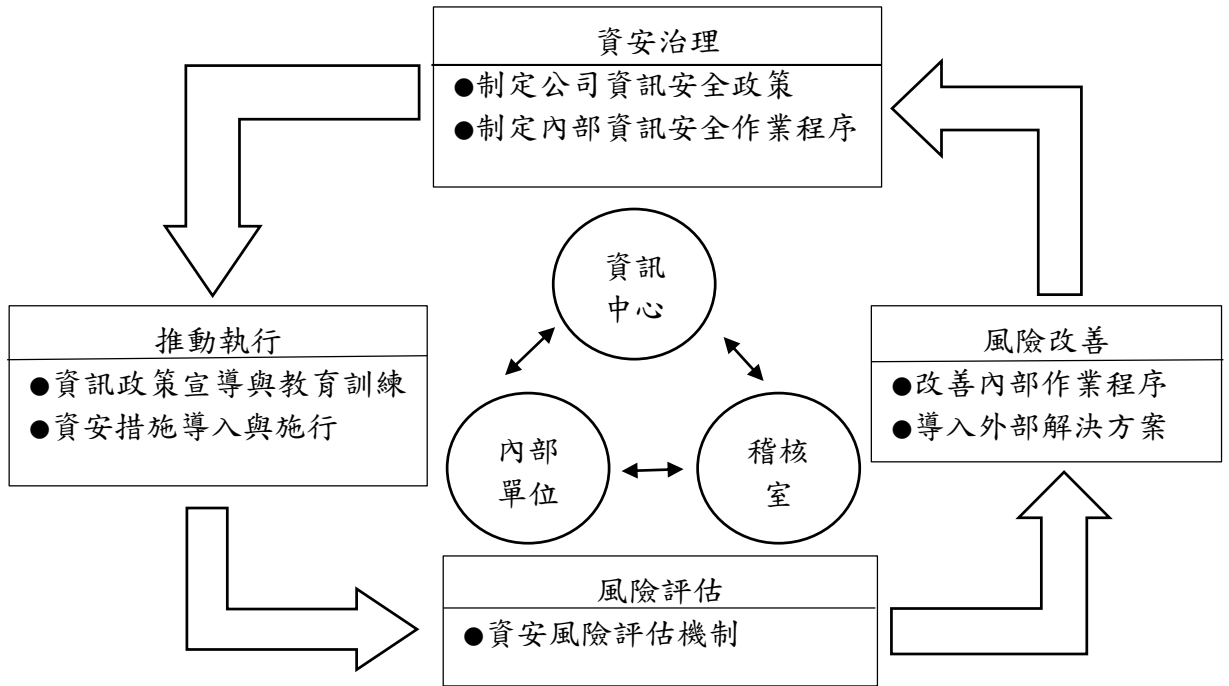 資安治理
●制定公司資訊安全政策
●制定內部資訊安全作業程序
資訊
中心
推動執行
●資訊政策宣導與教育訓練
●資安措施導入與施行
風險改善
●改善內部作業程序
●導入外部解決方案
內部
單位
稽核
室
風險評估
●資安風險評估機制